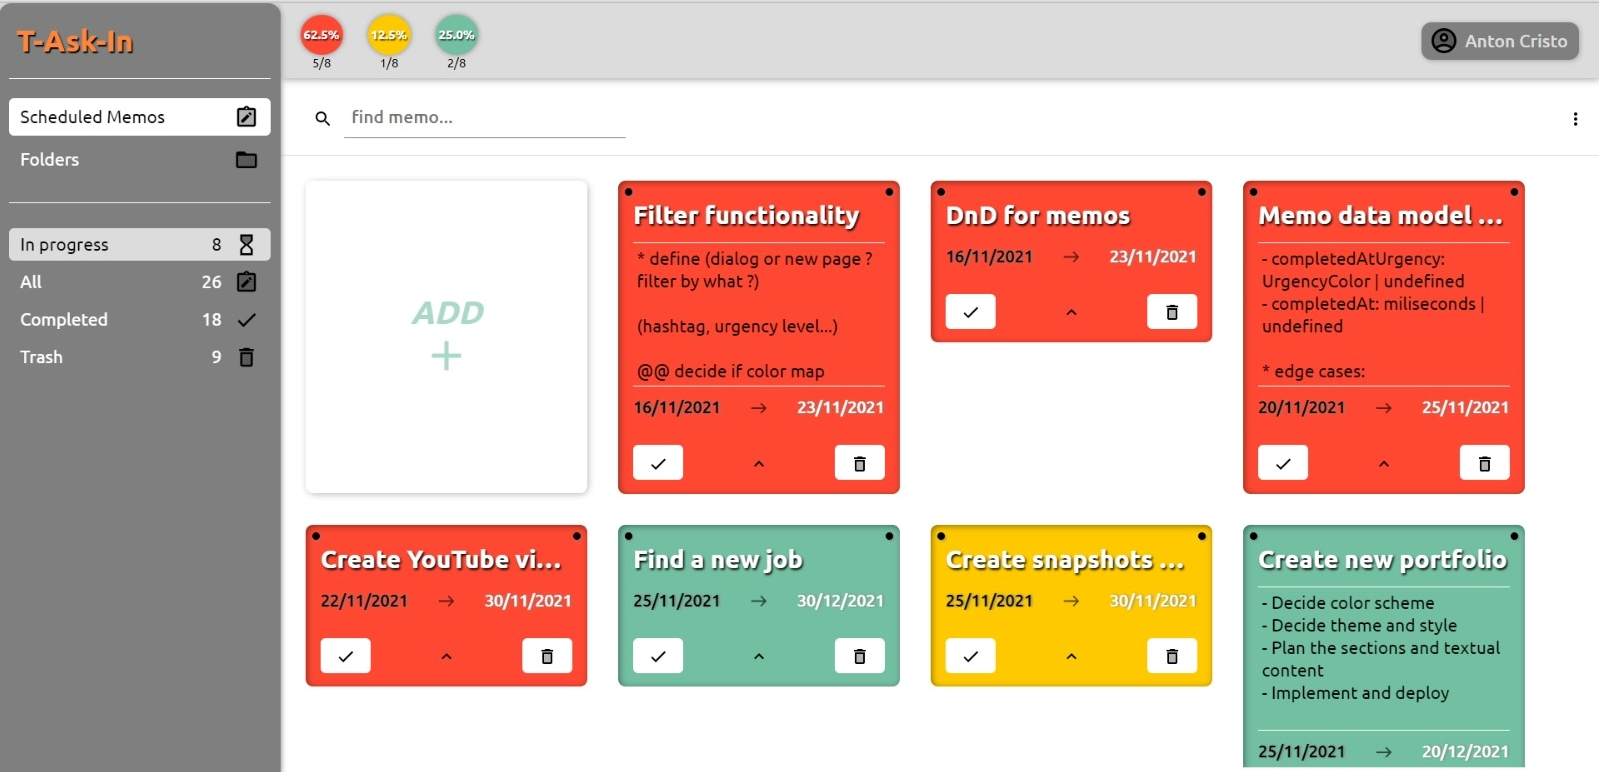 T-Ask-In
Scheduled Memos
Folders
In progress 8
All 26
Completed 18
Trash 9
62.5% 12.5% 25.0%
5/8 1/8 2/8
Anton Cristo
find memo...
ADD
+
Filter functionality
* define (dialog or new page ?
filter by what ?)
(hashtag, urgency level...)
@@ decide if color map
16/11/2021 → 23/11/2021
DnD for memos
16/11/2021 → 23/11/2021
Memo data model ...
- completedAtUrgency:
UrgencyColor | undefined
- completedAt: miliseconds |
undefined
* edge cases:
20/11/2021 → 25/11/2021
Create YouTube vi...
22/11/2021 → 30/11/2021
Find a new job
25/11/2021 → 30/12/2021
Create snapshots ...
25/11/2021 → 30/11/2021
Create new portfolio
- Decide color scheme
- Decide theme and style
- Plan the sections and textual
content
- Implement and deploy
25/11/2021 → 20/12/2021